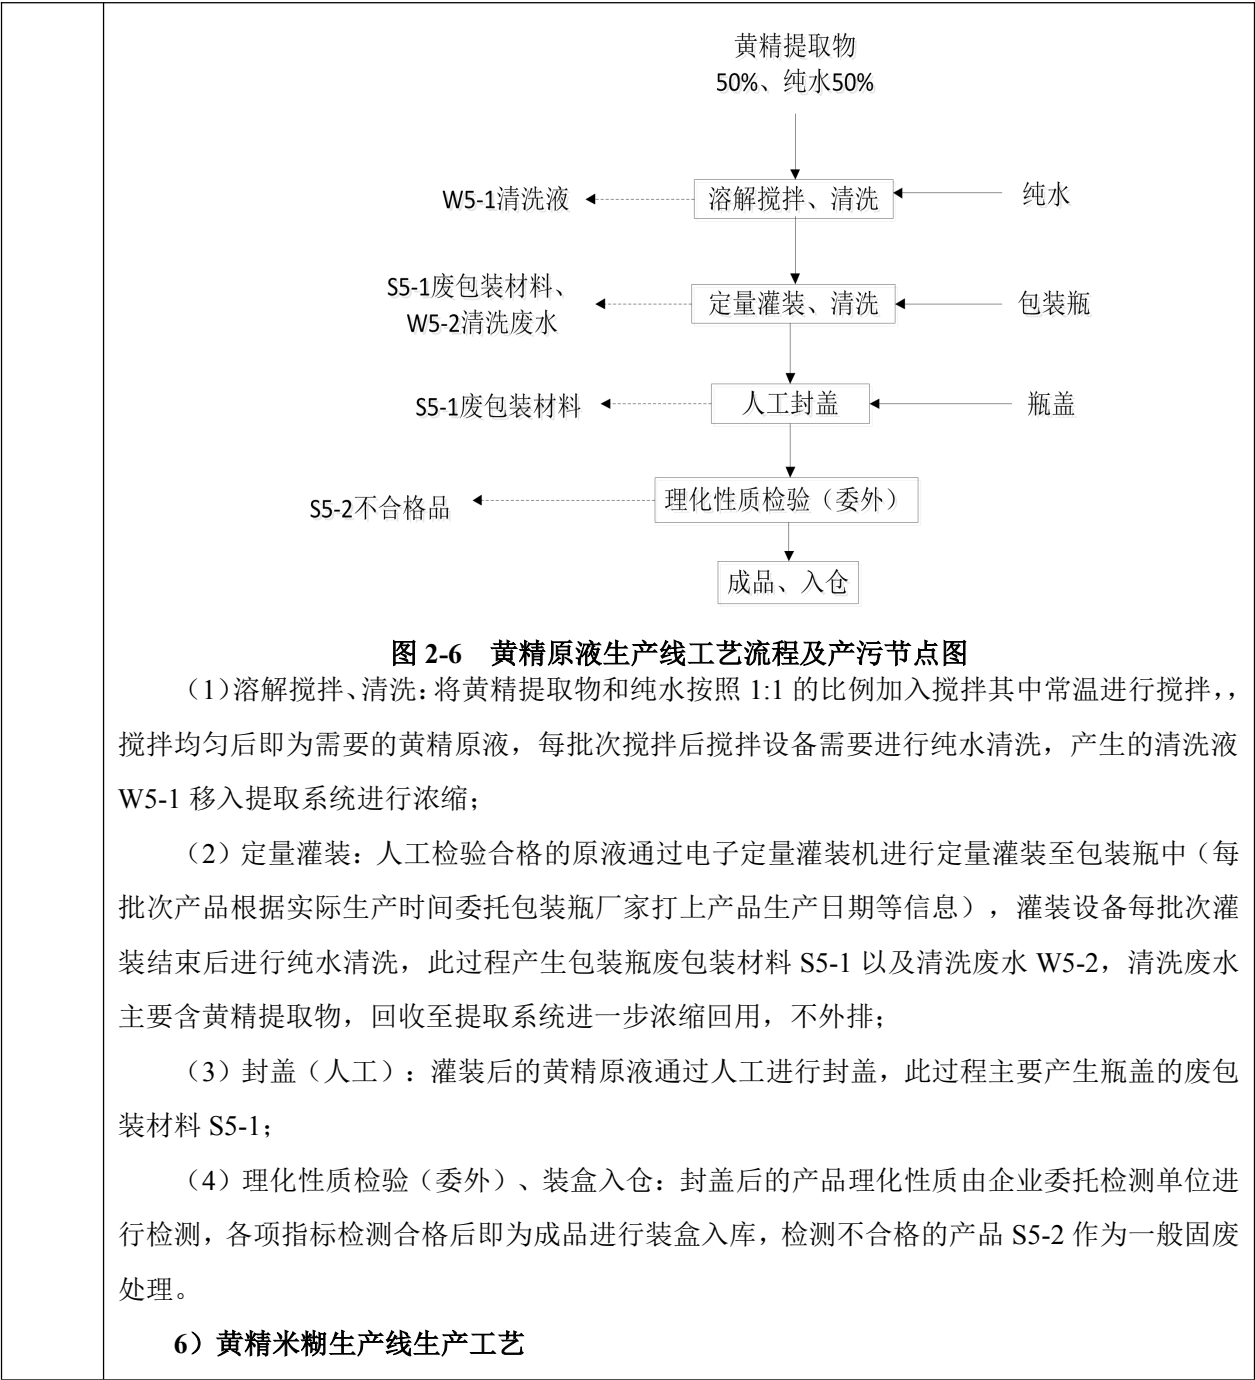 黄精提取物
50%、纯水50%
W5-1清洗液
溶解搅拌、清洗
纯水
S5-1废包装材料、
W5-2清洗废水
定量灌装、清洗
包装瓶
S5-1废包装材料
人工封盖
瓶盖
S5-2不合格品
理化性质检验（委外）
成品、入仓
图 2-6 黄精原液生产线工艺流程及产污节点图
（1）溶解搅拌、清洗：将黄精提取物和纯水按照 1:1 的比例加入搅拌其中常温进行搅拌，，
搅拌均匀后即为需要的黄精原液，每批次搅拌后搅拌设备需要进行纯水清洗，产生的清洗液
W5-1 移入提取系统进行浓缩；
（2）定量灌装：人工检验合格的原液通过电子定量灌装机进行定量灌装至包装瓶中（每
批次产品根据实际生产时间委托包装瓶厂家打上产品生产日期等信息），灌装设备每批次灌
装结束后进行纯水清洗，此过程产生包装瓶废包装材料 S5-1 以及清洗废水 W5-2，清洗废水
主要含黄精提取物，回收至提取系统进一步浓缩回用，不外排；
（3）封盖（人工）：灌装后的黄精原液通过人工进行封盖，此过程主要产生瓶盖的废包
装材料 S5-1；
（4）理化性质检验（委外）、装盒入仓：封盖后的产品理化性质由企业委托检测单位进
行检测，各项指标检测合格后即为成品进行装盒入库，检测不合格的产品 S5-2 作为一般固废
处理。
6）黄精米糊生产线生产工艺